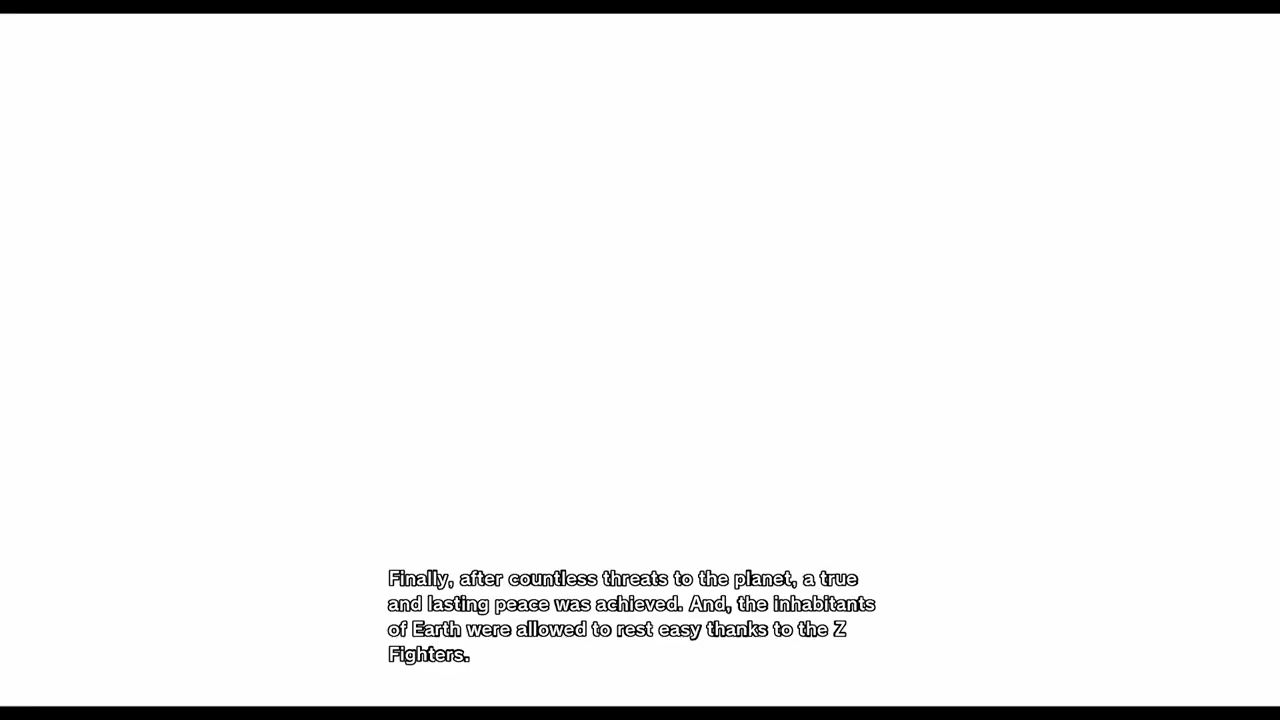 Finally, after countless threats to the planet, a true
and lasting peace was achieved. And, the inhabitants
of Earth were allowed to rest easy thanks to the Z
Fighters.